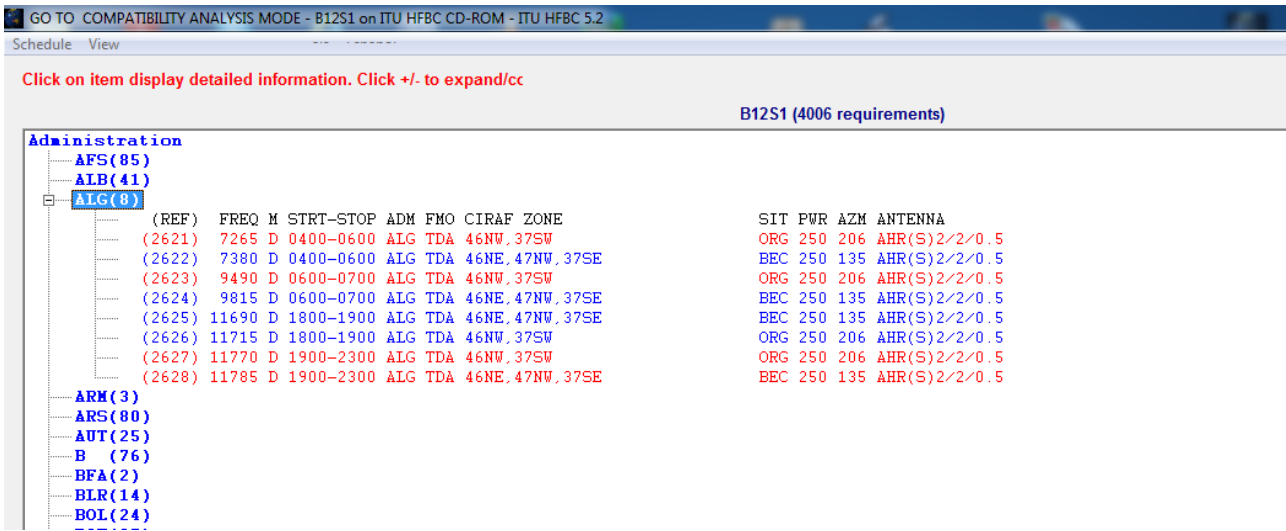 GO TO COMPATIBILITY ANALYSIS MODE - B12S1 on ITU HFBC CD-ROM - ITU HFBC 5.2
Schedule View
Click on item display detailed information. Click +/- to expand/cc
B12S1 (4006 requirements)
Administration
AFS(85)
ALB(41)
ALG(8)
(REF) FREQ M STRT-STOP ADM FMO CIRAF ZONE SIT PWR AZM ANTENNA
(2621) 7265 D 0400-0600 ALG TDA 46NW,37SW ORG 250 206 AHR(S)2/2/0.5
(2622) 7380 D 0400-0600 ALG TDA 46NE,47NW,37SE BEC 250 135 AHR(S)2/2/0.5
(2623) 9490 D 0600-0700 ALG TDA 46NW,37SW ORG 250 206 AHR(S)2/2/0.5
(2624) 9815 D 0600-0700 ALG TDA 46NE,47NW,37SE BEC 250 135 AHR(S)2/2/0.5
(2625) 11690 D 1800-1900 ALG TDA 46NE,47NW,37SE BEC 250 135 AHR(S)2/2/0.5
(2626) 11715 D 1800-1900 ALG TDA 46NW,37SW ORG 250 206 AHR(S)2/2/0.5
(2627) 11770 D 1900-2300 ALG TDA 46NW,37SW ORG 250 206 AHR(S)2/2/0.5
(2628) 11785 D 1900-2300 ALG TDA 46NE,47NW,37SE BEC 250 135 AHR(S)2/2/0.5
ARM(3)
ARS(80)
AUT(25)
B (76)
BFA(2)
BLR(14)
BOL(24)